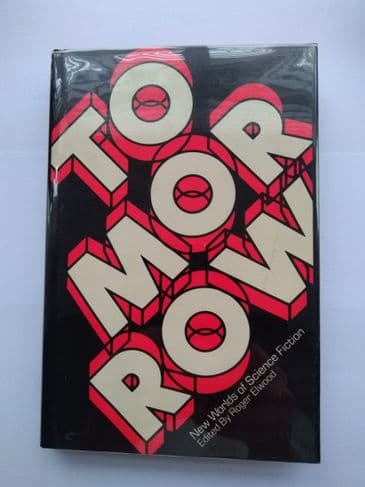 TO
MOR
ROW
New Worlds of Science Fiction
Edited By Roger Elwood